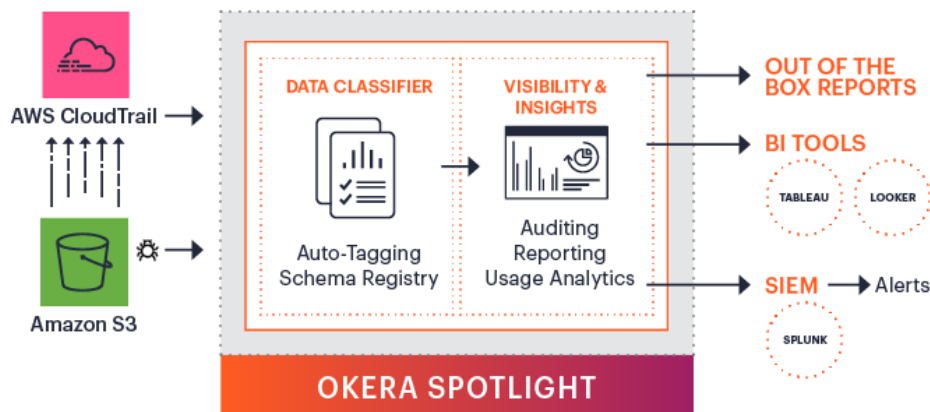 AWS CloudTrail
Amazon S3
DATA CLASSIFIER
Auto-Tagging
Schema Registry
VISIBILITY &
INSIGHTS
Auditing
Reporting
Usage Analytics
OKERA SPOTLIGHT
OUT OF THE
BOX REPORTS
BI TOOLS
TABLEAU
LOOKER
SIEM
Alerts
SPLUNK